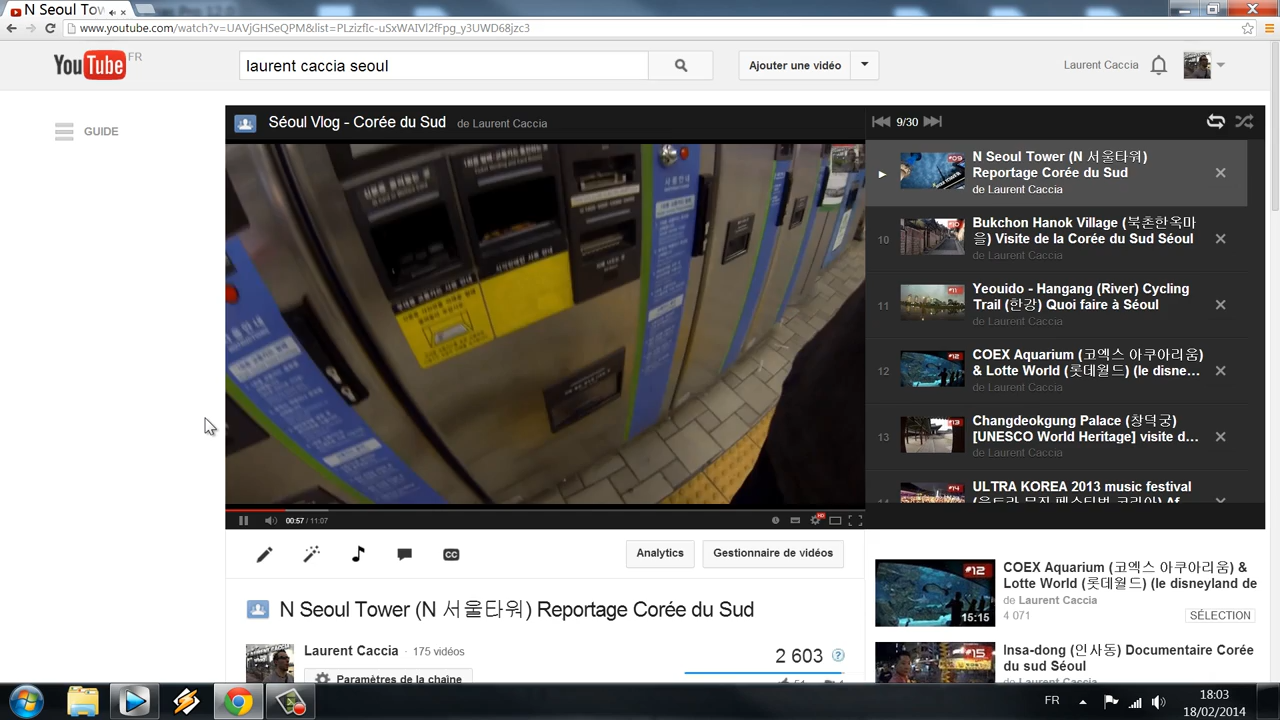 N Seoul Tow
www.youtube.com/watch?v=UAVjGHSeQPM&list=PLzizfIc-uSxWAIVl2fFpg_y3UWD68jzc3
YouTube FR
laurent caccia seoul
Ajouter une vidéo
Laurent Caccia
GUIDE
Séoul Vlog - Corée du Sud de Laurent Caccia
9/30
N Seoul Tower (N 서울타워)
Reportage Corée du Sud
de Laurent Caccia
10
Bukchon Hanok Village (북촌한옥마
을) Visite de la Corée du Sud Séoul
de Laurent Caccia
11
Yeouido - Hangang (River) Cycling
Trail (한강) Quoi faire à Séoul
de Laurent Caccia
12
COEX Aquarium (코엑스 아쿠아리움)
& Lotte World (롯데월드) (le disne...
de Laurent Caccia
13
Changdeokgung Palace (창덕궁)
[UNESCO World Heritage] visite d...
de Laurent Caccia
ULTRA KOREA 2013 music festival
00:57 / 11:07
Analytics
Gestionnaire de vidéos
N Seoul Tower (N 서울타워) Reportage Corée du Sud
Laurent Caccia · 175 vidéos
2 603
Paramètres de la chaîne
#12
15:15
COEX Aquarium (코엑스 아쿠아리움) &
Lotte World (롯데월드) (le disneyland de
de Laurent Caccia
4 071
SÉLECTION
#15
Insa-dong (인사동) Documentaire Corée
du sud Séoul
de Laurent Caccia
FR
18:03
18/02/2014